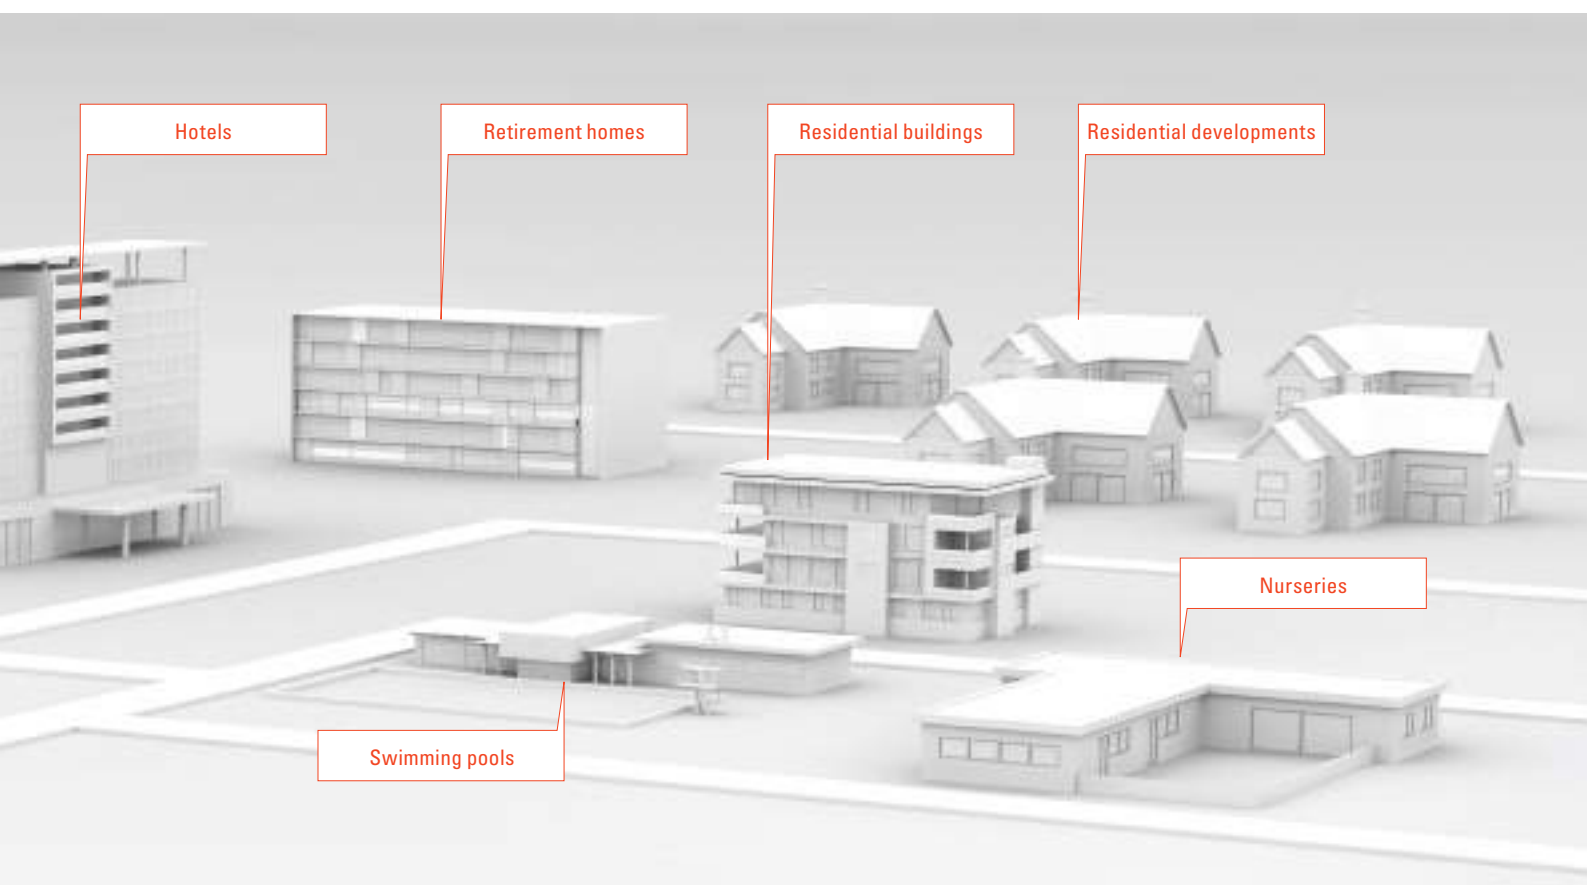 Hotels
Retirement homes
Residential buildings
Residential developments
Nurseries
Swimming pools